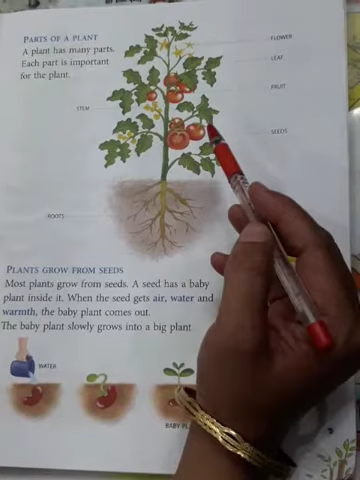 PARTS OF A PLANT
A plant has many parts.
Each part is important
for the plant.
FLOWER
LEAF
FRUIT
STEM
SEEDS
ROOTS
PLANTS GROW FROM SEEDS
Most plants grow from seeds. A seed has a baby
plant inside it. When the seed gets air, water and
warmth, the baby plant comes out.
The baby plant slowly grows into a big plant
WATER
BABY